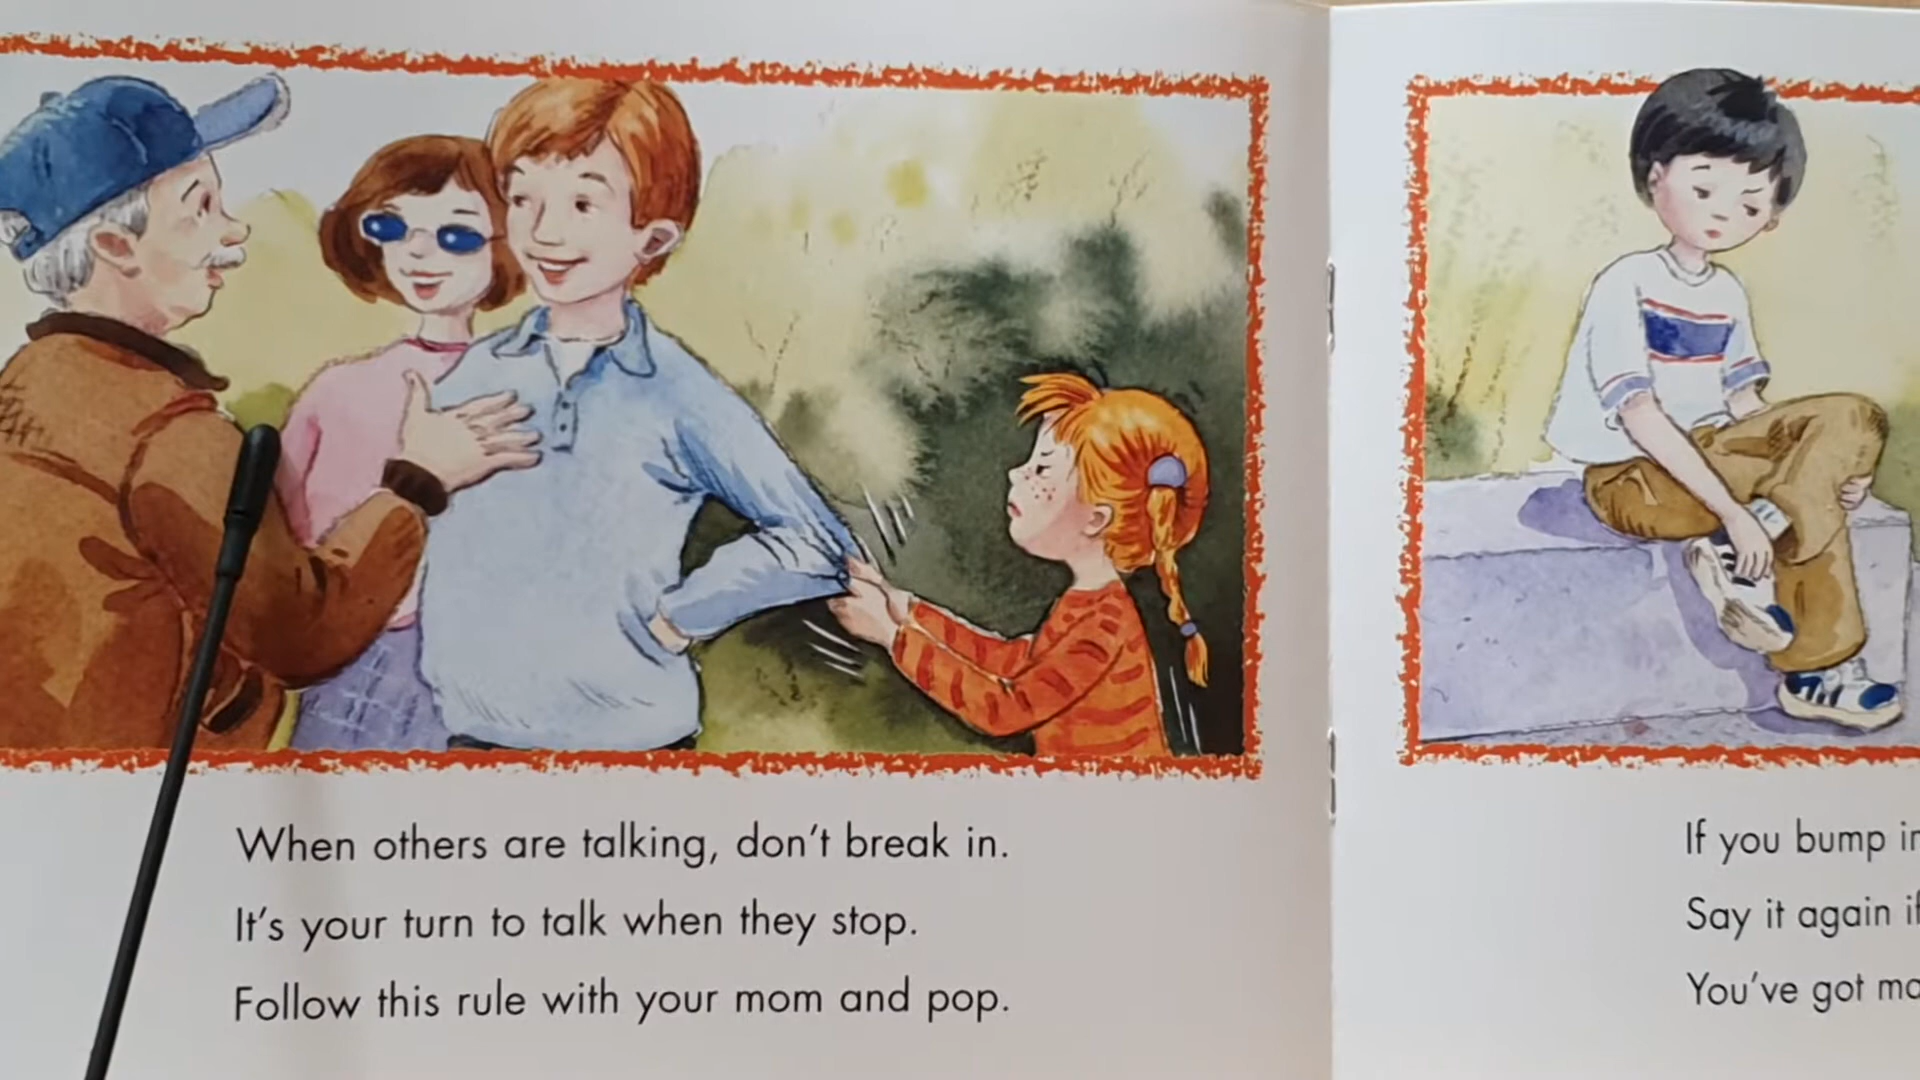 When others are talking, don't break in.
It's your turn to talk when they stop.
Follow this rule with your mom and pop.
If you bump
Say it again
You've got